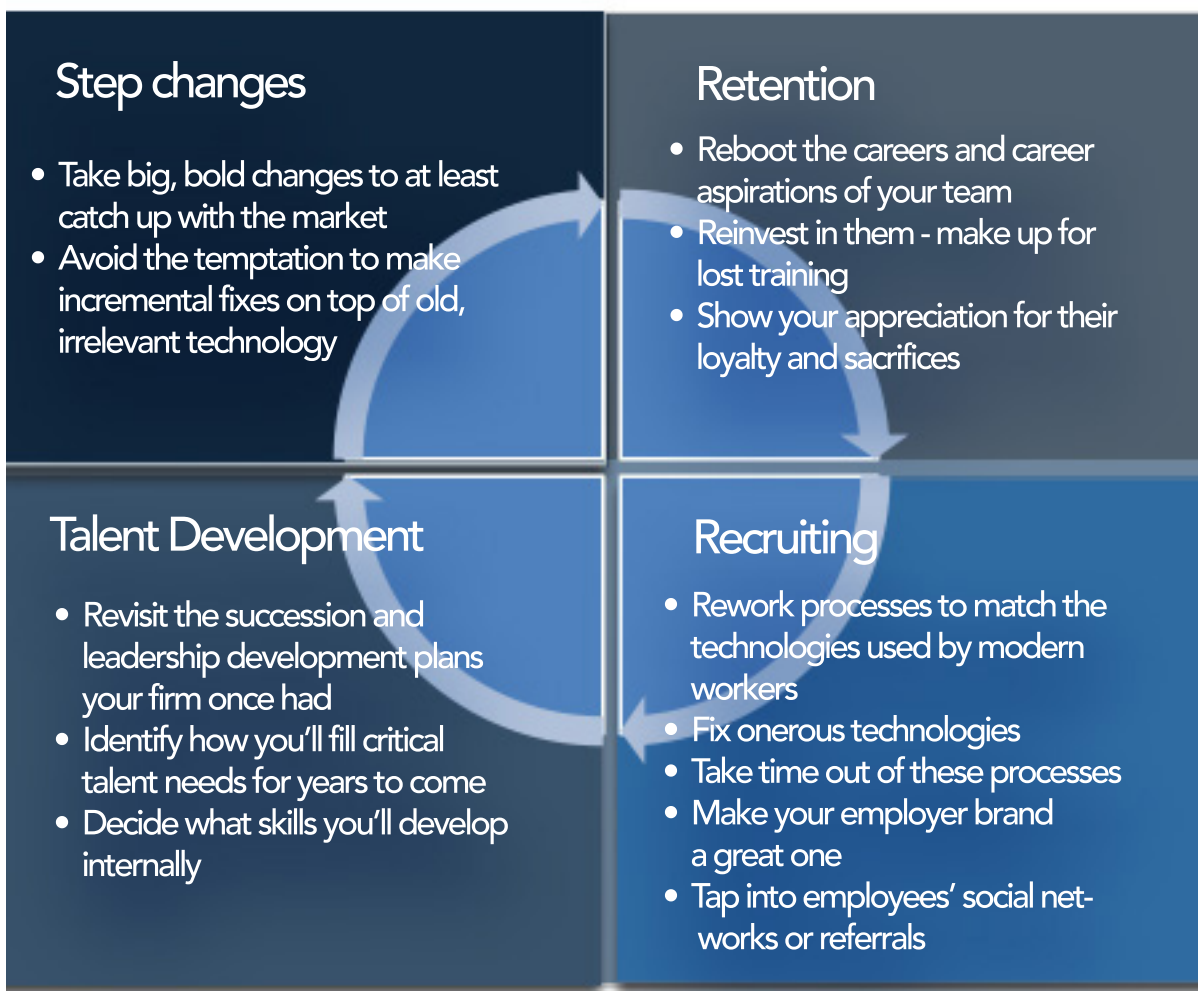 Step changes
• Take big, bold changes to at least
catch up with the market
• Avoid the temptation to make
incremental fixes on top of old,
irrelevant technology
Retention
• Reboot the careers and career
aspirations of your team
• Reinvest in them - make up for
lost training
• Show your appreciation for their
loyalty and sacrifices
Talent Development
• Revisit the succession and
leadership development plans
your firm once had
• Identify how you’ll fill critical
talent needs for years to come
• Decide what skills you’ll develop
internally
Recruiting
• Rework processes to match the
technologies used by modern
workers
• Fix onerous technologies
• Take time out of these processes
• Make your employer brand
a great one
• Tap into employees’ social net-
works or referrals